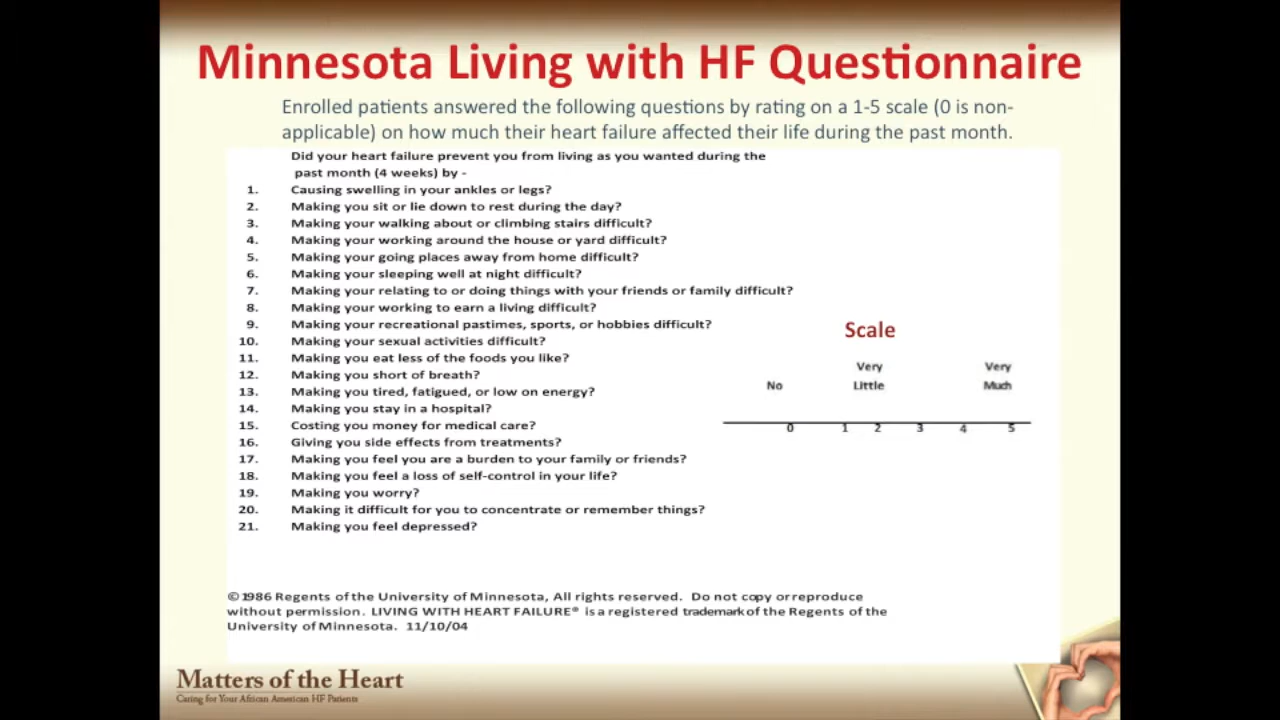 Minnesota Living with HF Questionnaire
Enrolled patients answered the following questions by rating on a 1-5 scale (0 is non-
applicable) on how much their heart failure affected their life during the past month.
Did your heart failure prevent you from living as you wanted during the
past month (4 weeks) by -
1. Causing swelling in your ankles or legs?
2. Making you sit or lie down to rest during the day?
3. Making your walking about or climbing stairs difficult?
4. Making your working around the house or yard difficult?
5. Making your going places away from home difficult?
6. Making your sleeping well at night difficult?
7. Making your relating to or doing things with your friends or family difficult?
8. Making your working to earn a living difficult?
9. Making your recreational pastimes, sports, or hobbies difficult?
10. Making your sexual activities difficult?
11. Making you eat less of the foods you like?
12. Making you short of breath?
13. Making you tired, fatigued, or low on energy?
14. Making you stay in a hospital?
15. Costing you money for medical care?
16. Giving you side effects from treatments?
17. Making you feel you are a burden to your family or friends?
18. Making you feel a loss of self-control in your life?
19. Making you worry?
20. Making it difficult for you to concentrate or remember things?
21. Making you feel depressed?
Scale
Very Very
No Little Much
0 1 2 3 4 5
©1986 Regents of the University of Minnesota, All rights reserved. Do not copy or reproduce
without permission. LIVING WITH HEART FAILURE® is a registered trademark of the Regents of the
University of Minnesota. 11/10/04
Matters of the Heart
Caring for Your African American HF Patients